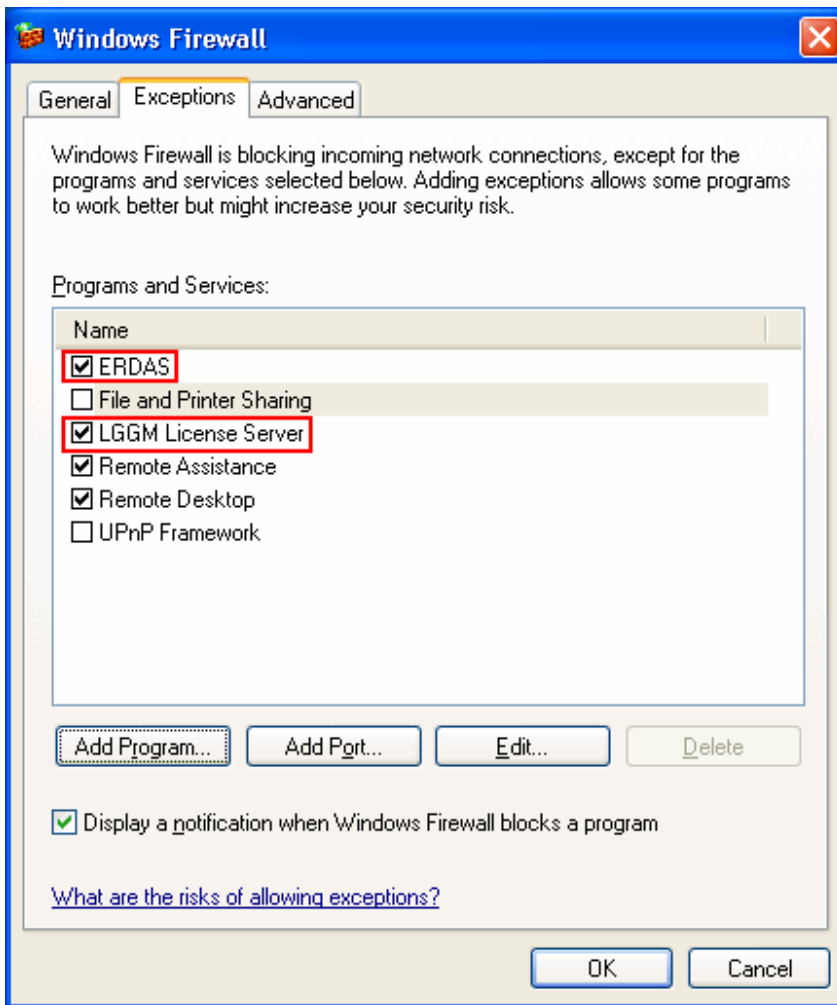 Windows Firewall
General Exceptions Advanced
Windows Firewall is blocking incoming network connections, except for the
programs and services selected below. Adding exceptions allows some programs
to work better but might increase your security risk.
Programs and Services:
Name
ERDAS
File and Printer Sharing
LGGM License Server
Remote Assistance
Remote Desktop
UPnP Framework
Add Program... Add Port... Edit... Delete
Display a notification when Windows Firewall blocks a program
What are the risks of allowing exceptions?
OK Cancel